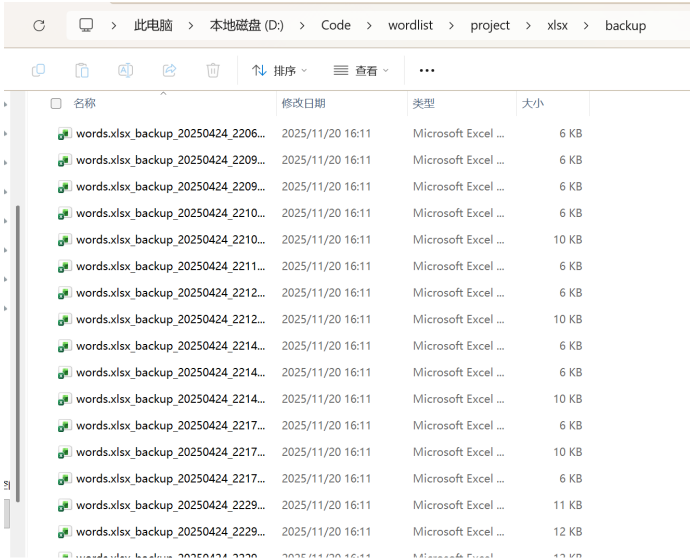 此电脑 > 本地磁盘 (D:) > Code > wordlist > project > xlsx > backup
排序 查看 •••
名称 修改日期 类型 大小
words.xlsx_backup_20250424_2206... 2025/11/20 16:11 Microsoft Excel ... 6 KB
words.xlsx_backup_20250424_2209... 2025/11/20 16:11 Microsoft Excel ... 6 KB
words.xlsx_backup_20250424_2209... 2025/11/20 16:11 Microsoft Excel ... 6 KB
words.xlsx_backup_20250424_2210... 2025/11/20 16:11 Microsoft Excel ... 6 KB
words.xlsx_backup_20250424_2210... 2025/11/20 16:11 Microsoft Excel ... 10 KB
words.xlsx_backup_20250424_2211... 2025/11/20 16:11 Microsoft Excel ... 6 KB
words.xlsx_backup_20250424_2212... 2025/11/20 16:11 Microsoft Excel ... 6 KB
words.xlsx_backup_20250424_2212... 2025/11/20 16:11 Microsoft Excel ... 10 KB
words.xlsx_backup_20250424_2214... 2025/11/20 16:11 Microsoft Excel ... 6 KB
words.xlsx_backup_20250424_2214... 2025/11/20 16:11 Microsoft Excel ... 6 KB
words.xlsx_backup_20250424_2214... 2025/11/20 16:11 Microsoft Excel ... 10 KB
words.xlsx_backup_20250424_2217... 2025/11/20 16:11 Microsoft Excel ... 6 KB
words.xlsx_backup_20250424_2217... 2025/11/20 16:11 Microsoft Excel ... 10 KB
words.xlsx_backup_20250424_2217... 2025/11/20 16:11 Microsoft Excel ... 6 KB
words.xlsx_backup_20250424_2229... 2025/11/20 16:11 Microsoft Excel ... 11 KB
words.xlsx_backup_20250424_2229... 2025/11/20 16:11 Microsoft Excel ... 12 KB